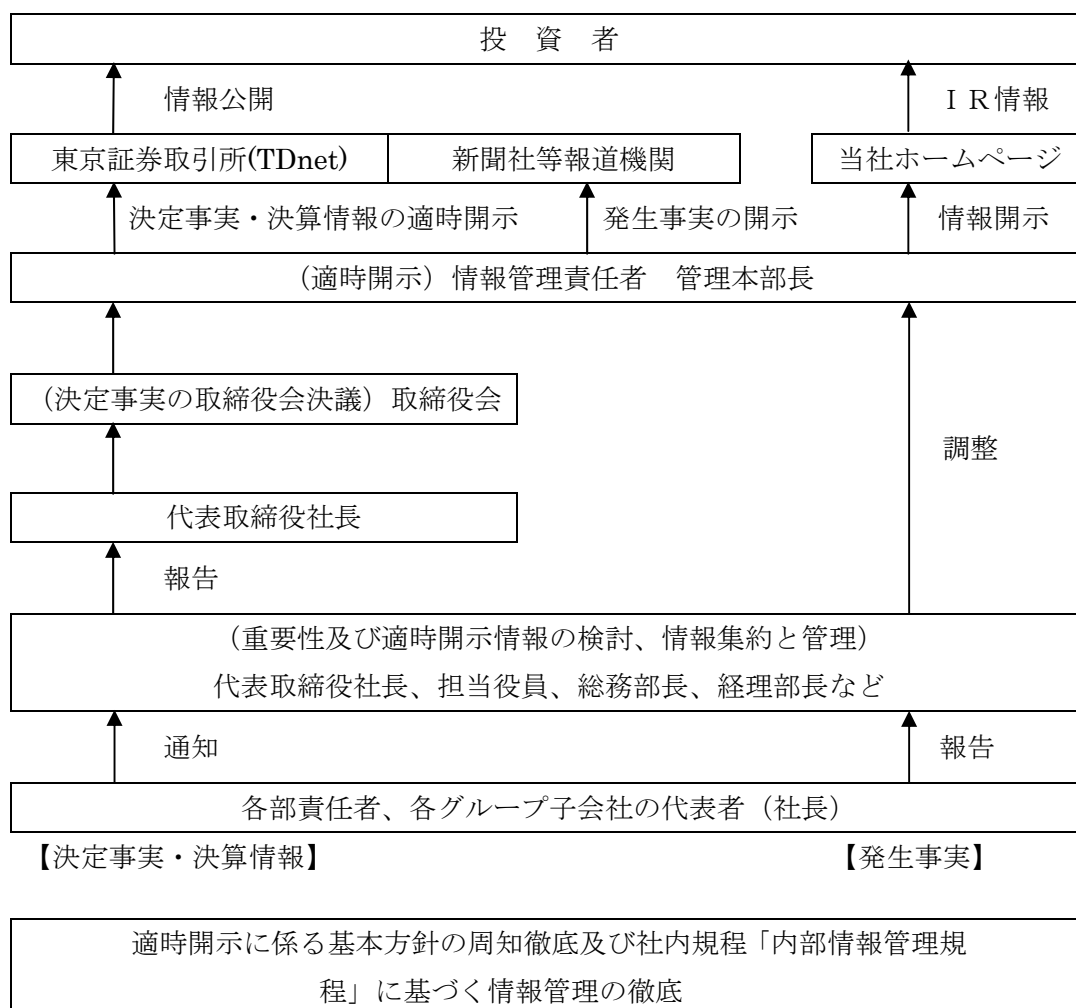 投　資　者
情報公開
ＩＲ情報
東京証券取引所(TDnet)
新聞社等報道機関
当社ホームページ
決定事実・決算情報の適時開示
発生事実の開示
情報開示
（適時開示）情報管理責任者　管理本部長
（決定事実の取締役会決議）取締役会
調整
代表取締役社長
報告
（重要性及び適時開示情報の検討、情報集約と管理）
代表取締役社長、担当役員、総務部長、経理部長など
通知
報告
各部責任者、各グループ子会社の代表者（社長）
【決定事実・決算情報】
【発生事実】
適時開示に係る基本方針の周知徹底及び社内規程「内部情報管理規
程」に基づく情報管理の徹底